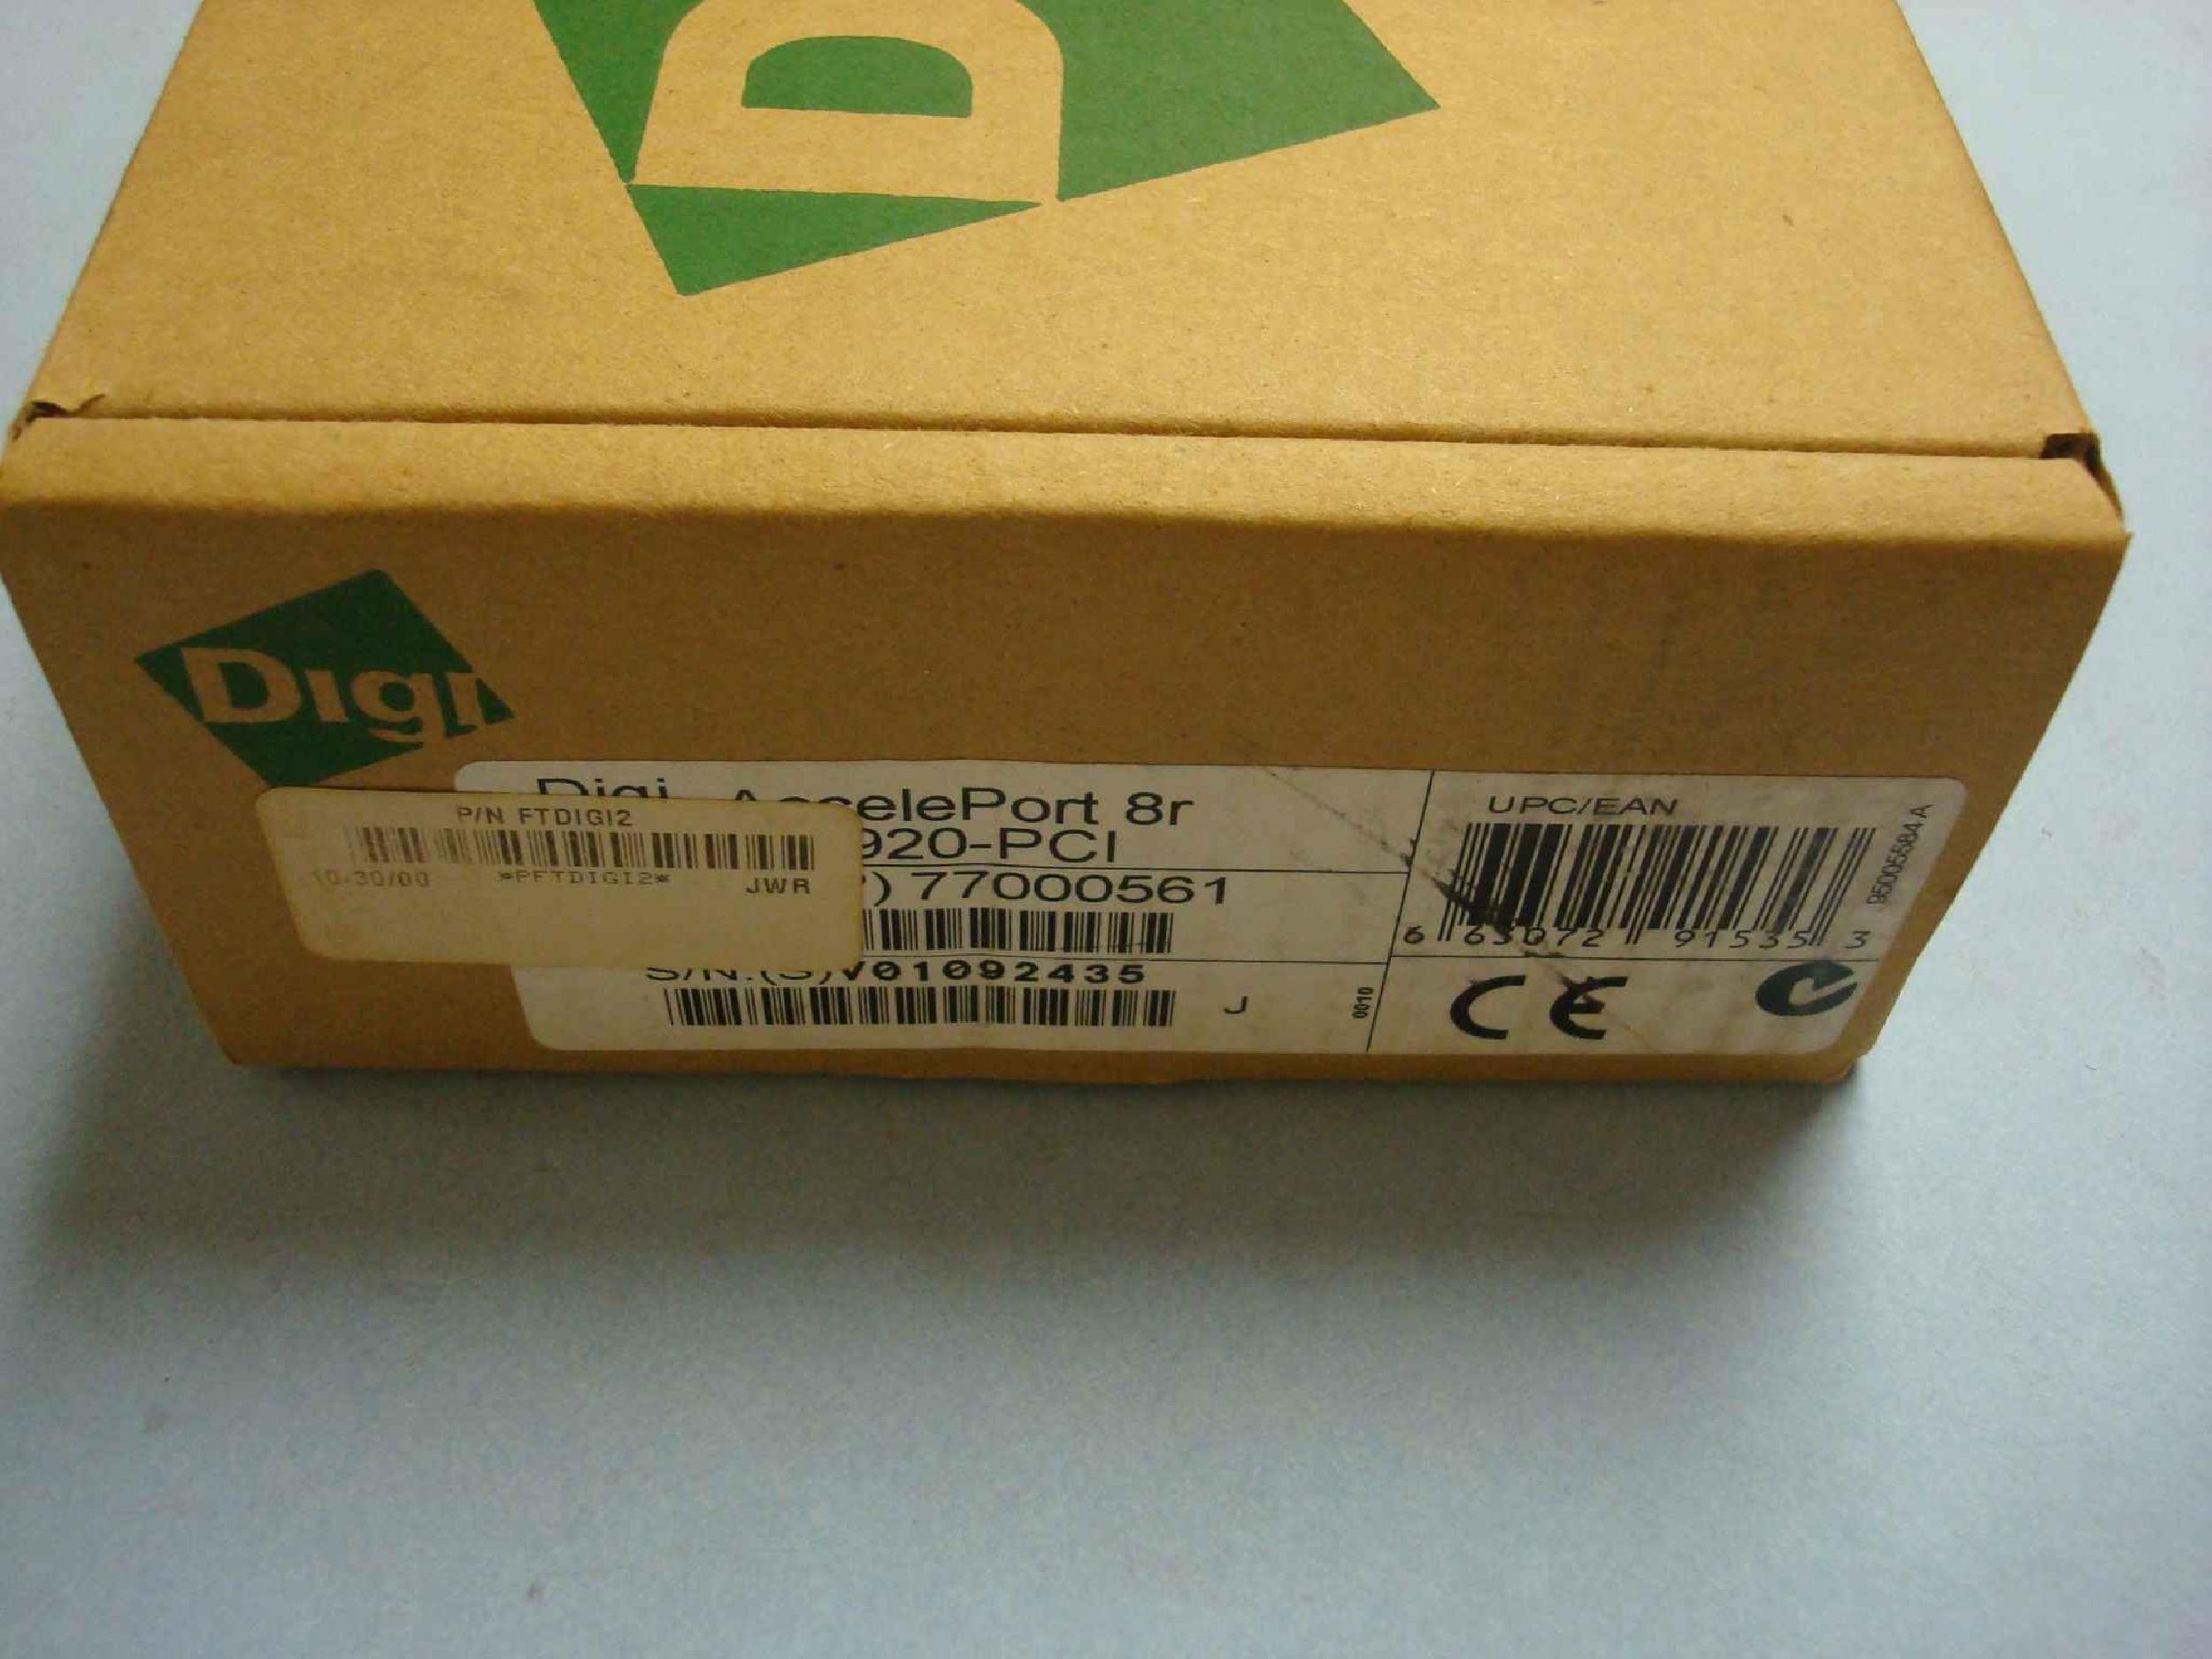 D
Digi
Digi AccelePort 8r
920-PCI
P/N FTDIGI2
10-30/00 *PFTDIGI2* JWR
) 77000561
S/N:(S)V01092435
J
0010
UPC/EAN
6 63072 91535 3
95005584 A
CE